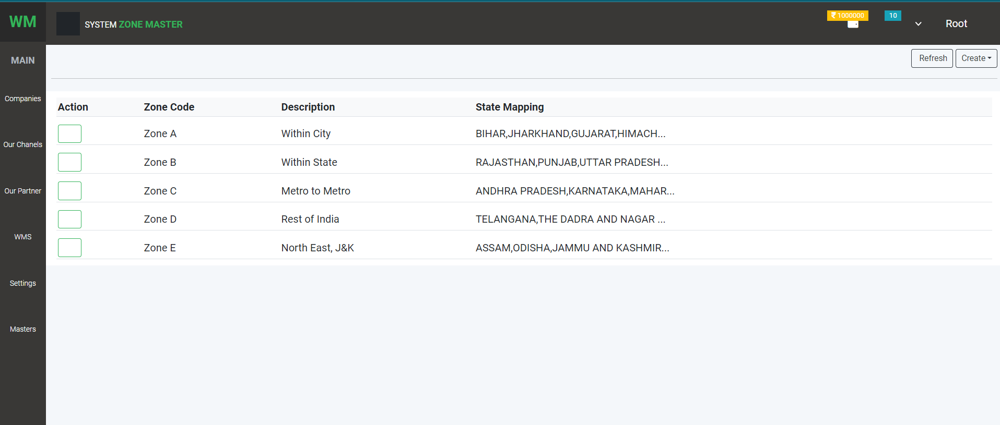 WM
SYSTEM ZONE MASTER
₹ 1000000
10
Root
MAIN
Companies
Our Chanels
Our Partner
WMS
Settings
Masters
Refresh
Create
Action Zone Code Description State Mapping
Zone A Within City BIHAR,JHARKHAND,GUJARAT,HIMACH...
Zone B Within State RAJASTHAN,PUNJAB,UTTAR PRADESH...
Zone C Metro to Metro ANDHRA PRADESH,KARNATAKA,MAHAR...
Zone D Rest of India TELANGANA,THE DADRA AND NAGAR ...
Zone E North East, J&K ASSAM,ODISHA,JAMMU AND KASHMIR...